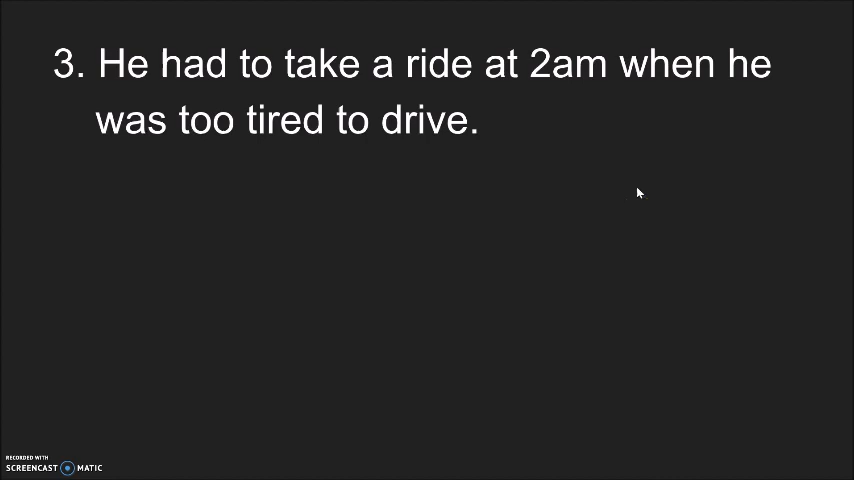 3. He had to take a ride at 2am when he
was too tired to drive.
RECORDED WITH
SCREENCAST MATIC